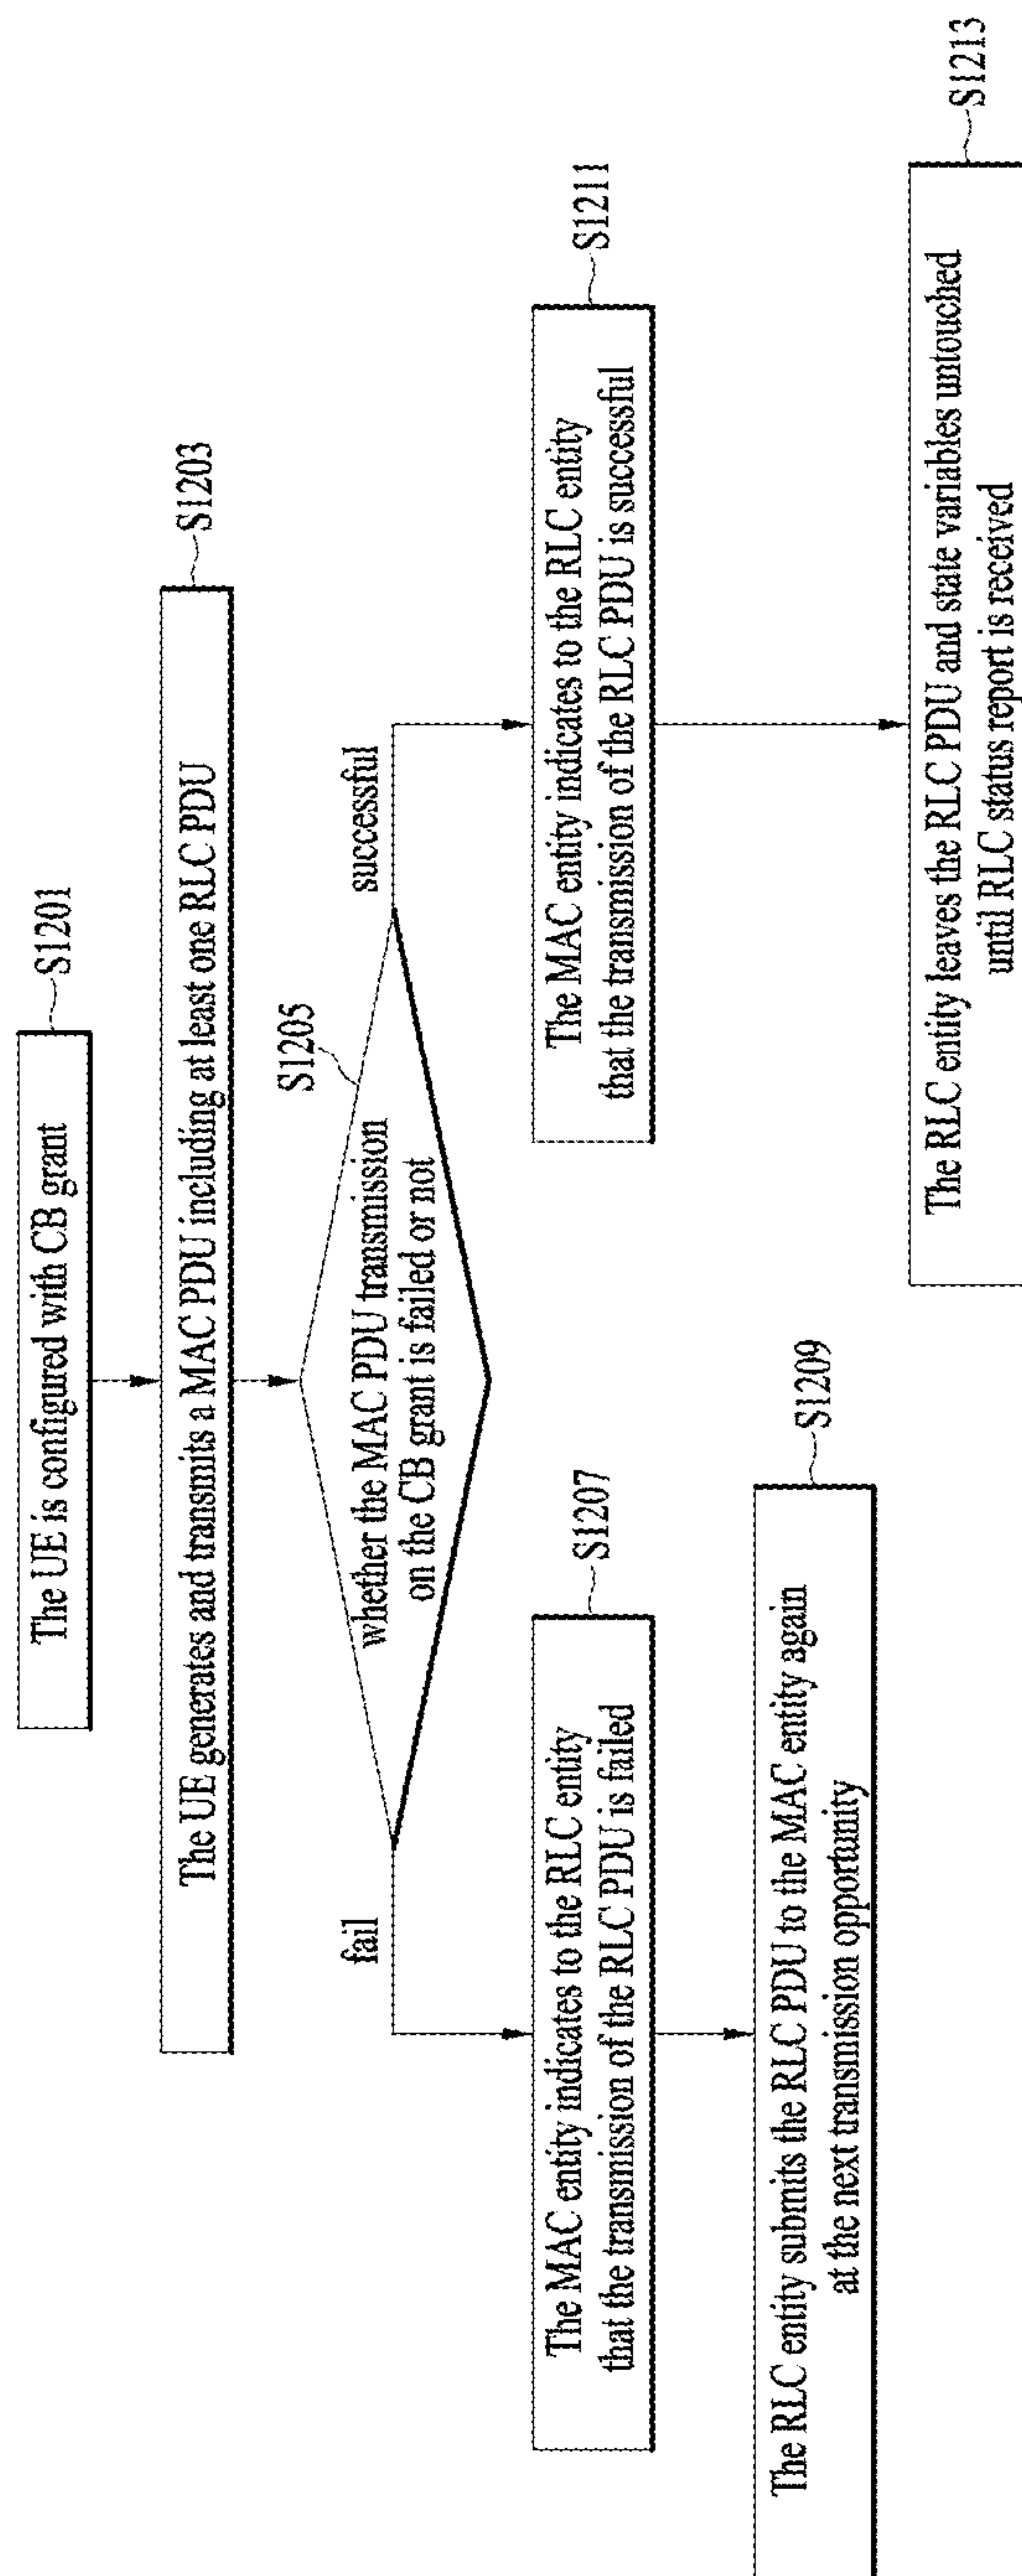 The UE is configured with CB grant
S1201
The UE generates and transmits a MAC PDU including at least one RLC PDU
S1203
S1205
whether the MAC PDU transmission
on the CB grant is failed or not
fail
successful
The MAC entity indicates to the RLC entity
that the transmission of the RLC PDU is failed
S1207
The MAC entity indicates to the RLC entity
that the transmission of the RLC PDU is successful
S1211
The RLC entity submits the RLC PDU to the MAC entity again
at the next transmission opportunity
S1209
The RLC entity leaves the RLC PDU and state variables untouched
until RLC status report is received
S1213